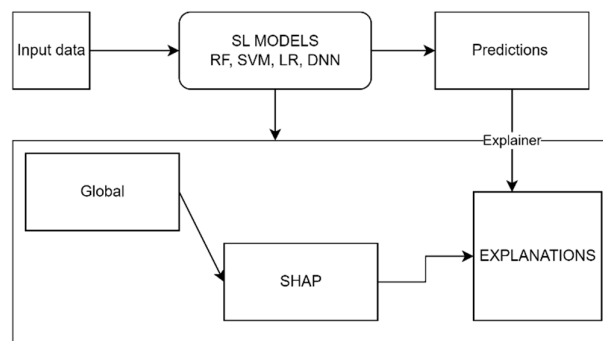 Input data
SL MODELS
RF, SVM, LR, DNN
Predictions
Explainer
Global
SHAP
EXPLANATIONS